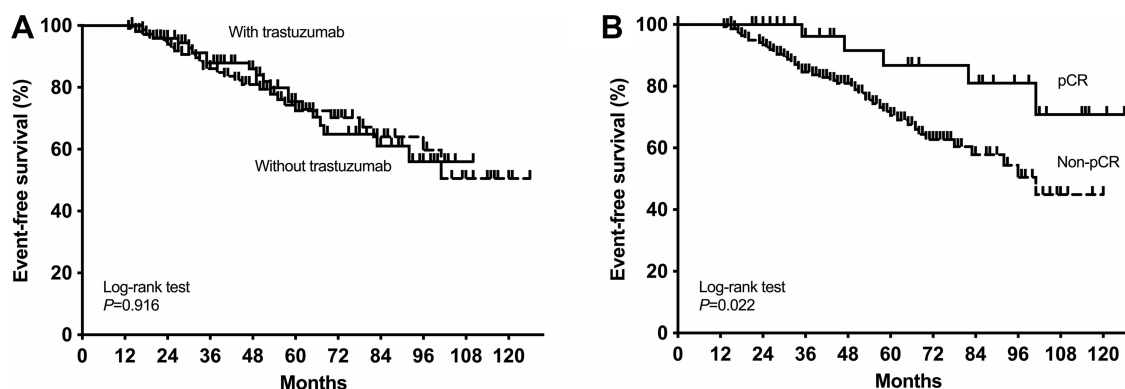 A
Event-free survival (%)
100
80
60
40
20
0
With trastuzumab
Without trastuzumab
Log-rank test
P=0.916
0 12 24 36 48 60 72 84 96 108 120
Months
B
Event-free survival (%)
100
80
60
40
20
0
pCR
Non-pCR
Log-rank test
P=0.022
0 12 24 36 48 60 72 84 96 108 120
Months